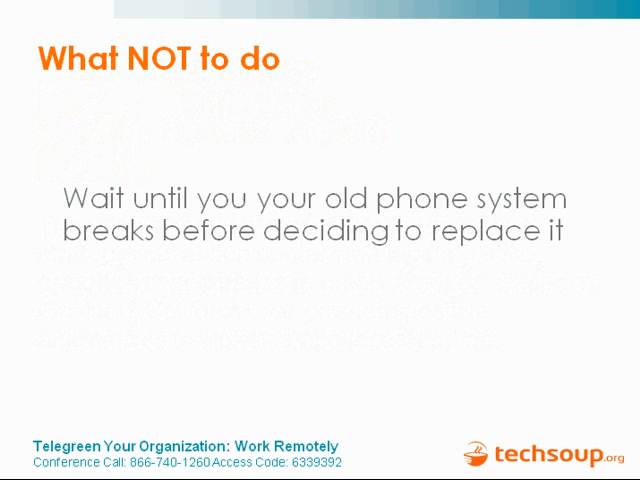 What NOT to do
Wait until you your old phone system
breaks before deciding to replace it
Telegreen Your Organization: Work Remotely
Conference Call: 866-740-1260 Access Code: 6339392
techsoup.org